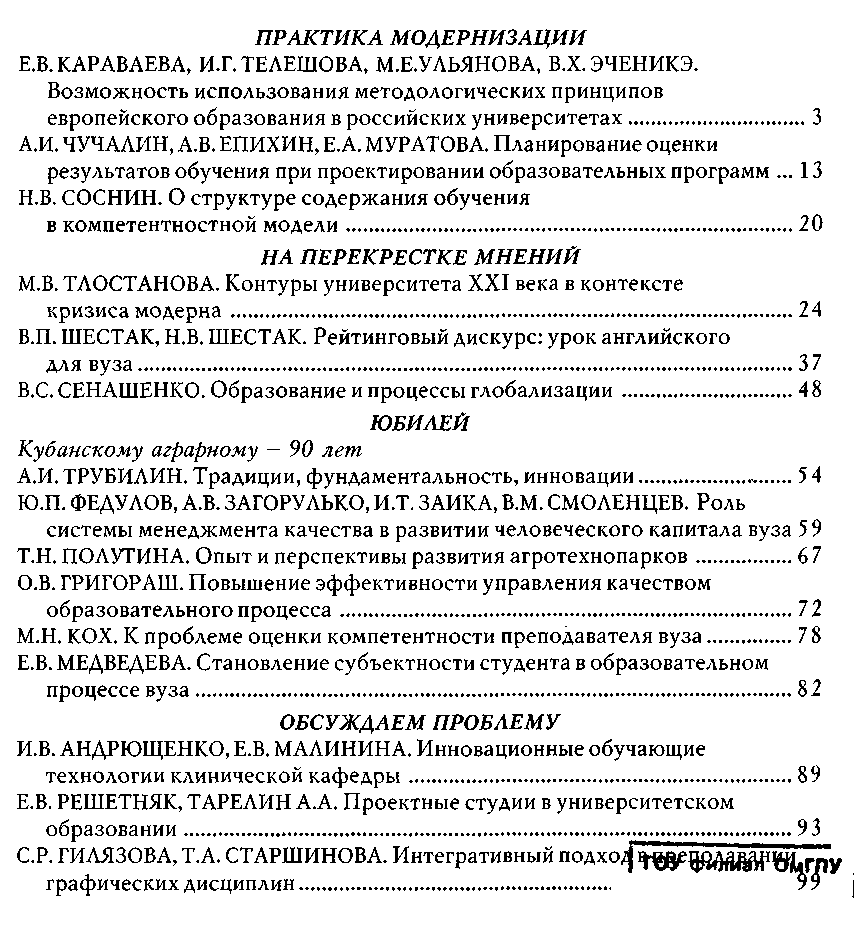 ПРАКТИКА МОДЕРНИЗАЦИИ
Е.В. КАРАВАЕВА, И.Г. ТЕЛЕШОВА, М.Е. УЛЬЯНОВА, В.Х. ЭЧЕНИКЭ.
Возможность использования методологических принципов
европейского образования в российских университетах ................................ 3
А.И. ЧУЧАЛИН, А.В. ЕПИХИН, Е.А. МУРАТОВА. Планирование оценки
результатов обучения при проектировании образовательных программ ... 13
Н.В. СОСНИН. О структуре содержания обучения
в компетентностной модели ................................ 20
НА ПЕРЕКРЕСТКЕ МНЕНИЙ
М.В. ТЛОСТАНОВА. Контуры университета XXI века в контексте
кризиса модерна ................................ 24
В.П. ШЕСТАК, Н.В. ШЕСТАК. Рейтинговый дискурс: урок английского
для вуза ................................ 37
В.С. СЕНАШЕНКО. Образование и процессы глобализации ................................ 48
ЮБИЛЕЙ
Кубанскому аграрному – 90 лет
А.И. ТРУБИЛИН. Традиции, фундаментальность, инновации ................................ 54
Ю.П. ФЕДУЛОВ, А.В. ЗАГОРУЛЬКО, И.Т. ЗАИКА, В.М. СМОЛЕНЦЕВ. Роль
системы менеджмента качества в развитии человеческого капитала вуза 59
Т.Н. ПОЛУТИНА. Опыт и перспективы развития агротехнопарков ................ 67
О.В. ГРИГОРАШ. Повышение эффективности управления качеством
образовательного процесса ................................ 72
М.Н. КОХ. К проблеме оценки компетентности преподавателя вуза ................ 78
Е.В. МЕДВЕДЕВА. Становление субъектности студента в образовательном
процессе вуза ................................ 82
ОБСУЖДАЕМ ПРОБЛЕМУ
И.В. АНДРЮЩЕНКО, Е.В. МАЛИНИНА. Инновационные обучающие
технологии клинической кафедры ................................ 89
Е.В. РЕШЕТНЯК, ТАРЕЛИН А.А. Проектные студии в университетском
образовании ................................ 93
С.Р. ГИЛЯЗОВА, Т.А. СТАРШИНОВА. Интегративный подход в преподавании
ТОУ филиал ОмГПУ
графических дисциплин ................................ 99